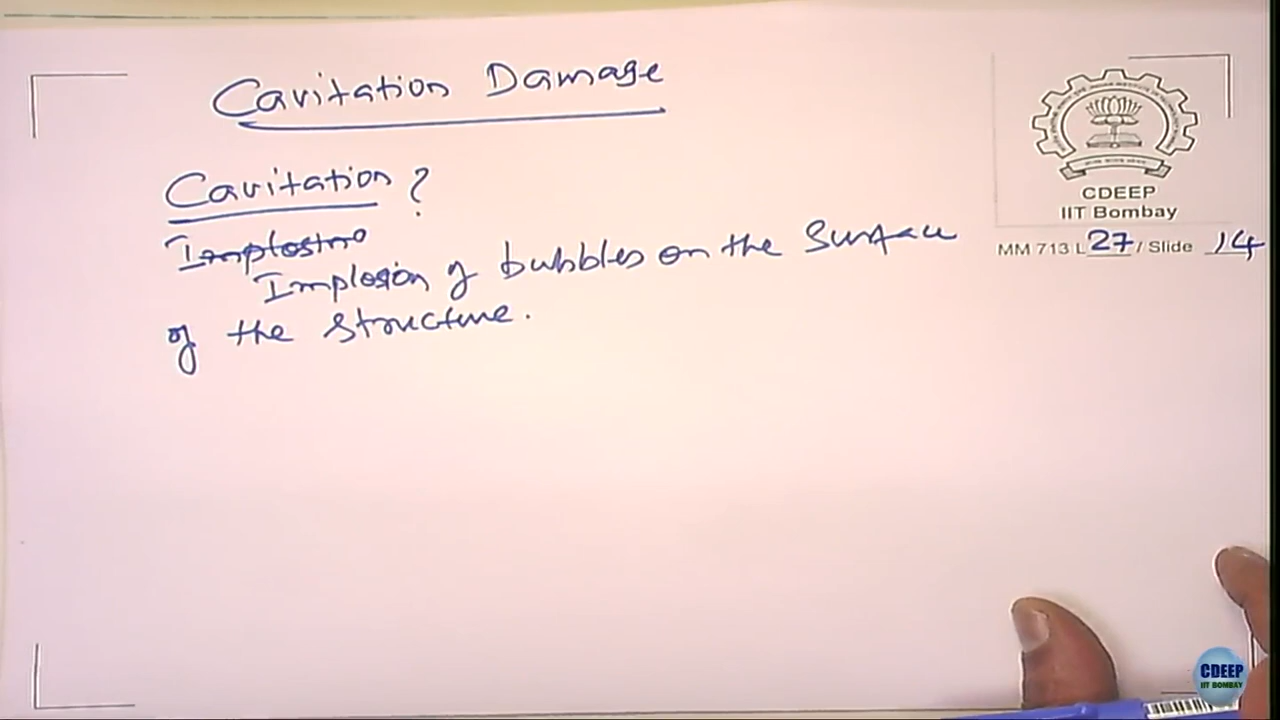 Cavitation Damage
Cavitation ?
Implosino
Implosion of bubbles on the Surface
of the structure.
CDEEP
IIT Bombay
MM 713 L 27 / Slide 14
CDEEP
IIT BOMBAY